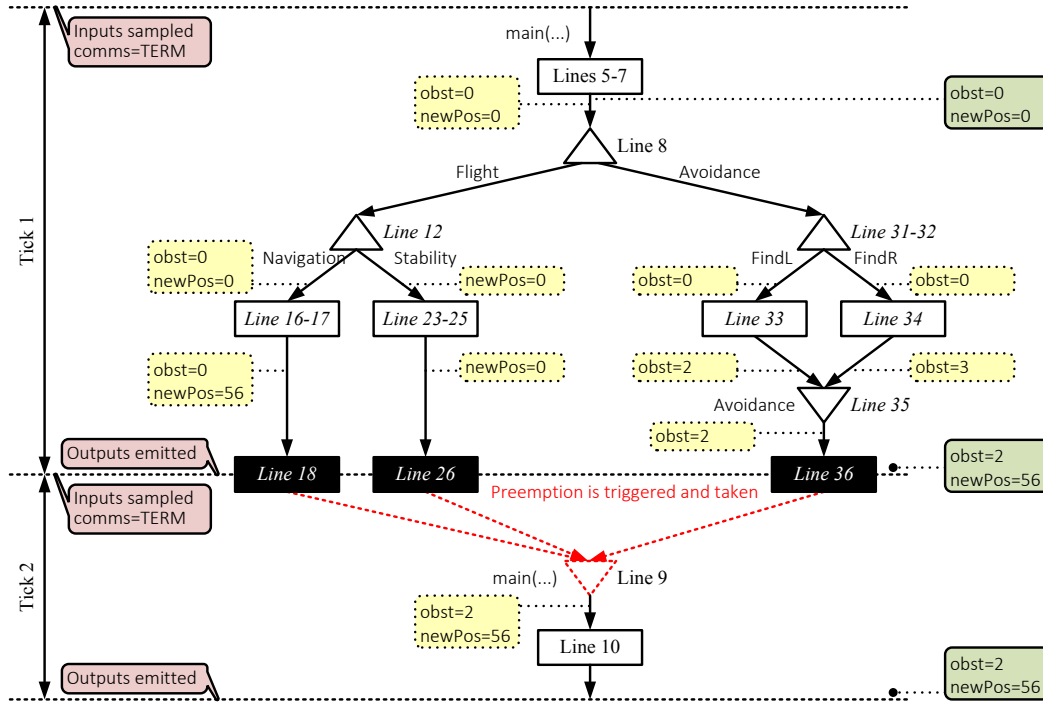 Inputs sampled
comms=TERM
main(...)
Lines 5-7
obst=0
newPos=0
obst=0
newPos=0
Line 8
Flight
Avoidance
Tick 1
Line 12
Line 31-32
obst=0
newPos=0
Navigation
Stability
newPos=0
obst=0
FindL
FindR
obst=0
Line 16-17
Line 23-25
Line 33
Line 34
obst=0
newPos=56
newPos=0
obst=2
obst=3
Avoidance
Line 35
obst=2
Outputs emitted
Line 18
Line 26
Line 36
obst=2
newPos=56
Inputs sampled
comms=TERM
Preemption is triggered and taken
Tick 2
main(...)
Line 9
obst=2
newPos=56
Line 10
Outputs emitted
obst=2
newPos=56